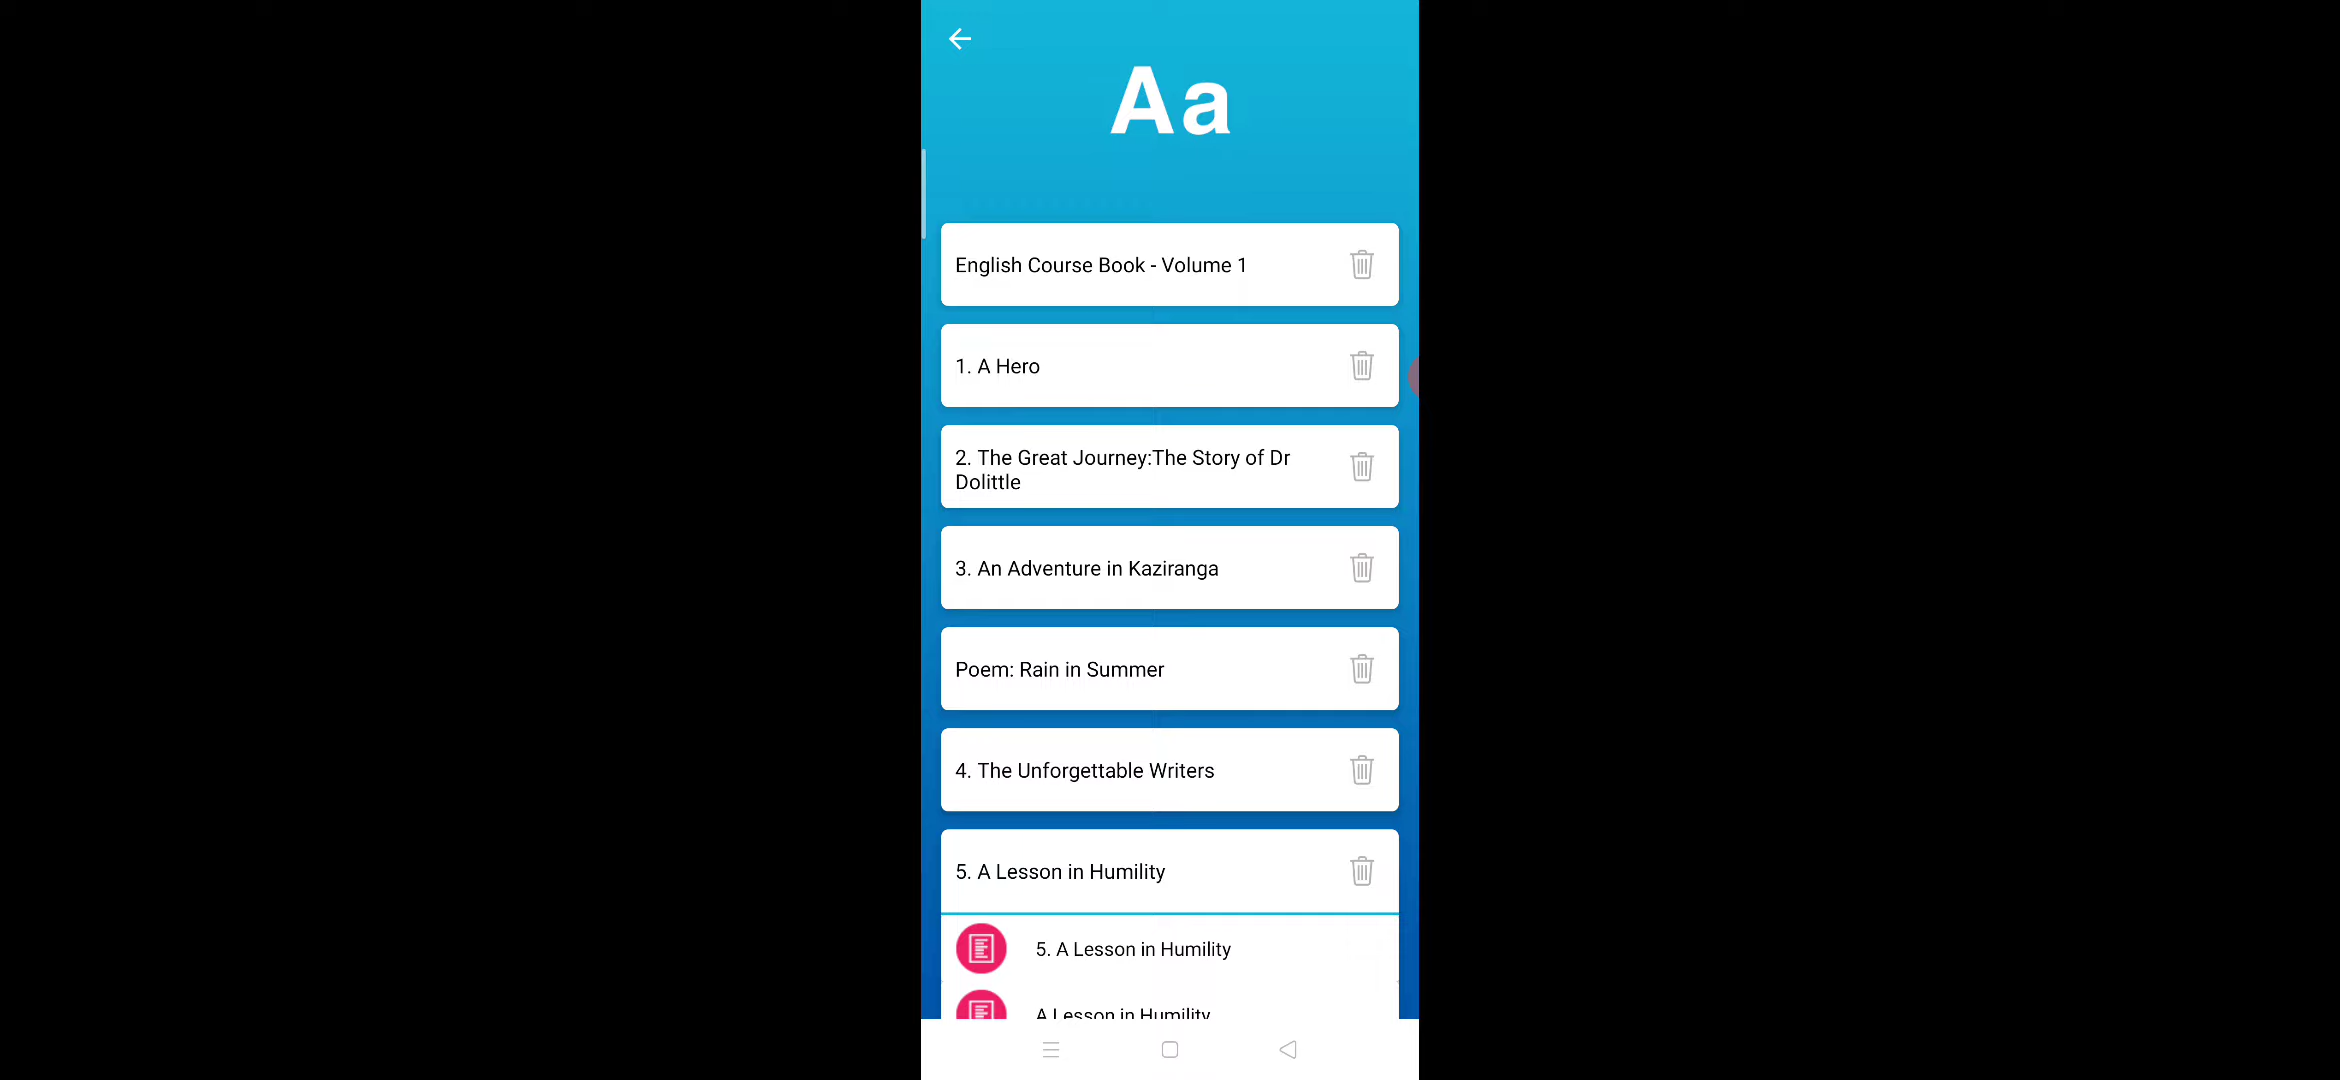 Aa
English Course Book - Volume 1
1. A Hero
2. The Great Journey:The Story of Dr
Dolittle
3. An Adventure in Kaziranga
Poem: Rain in Summer
4. The Unforgettable Writers
5. A Lesson in Humility
5. A Lesson in Humility
A Lesson in Humility